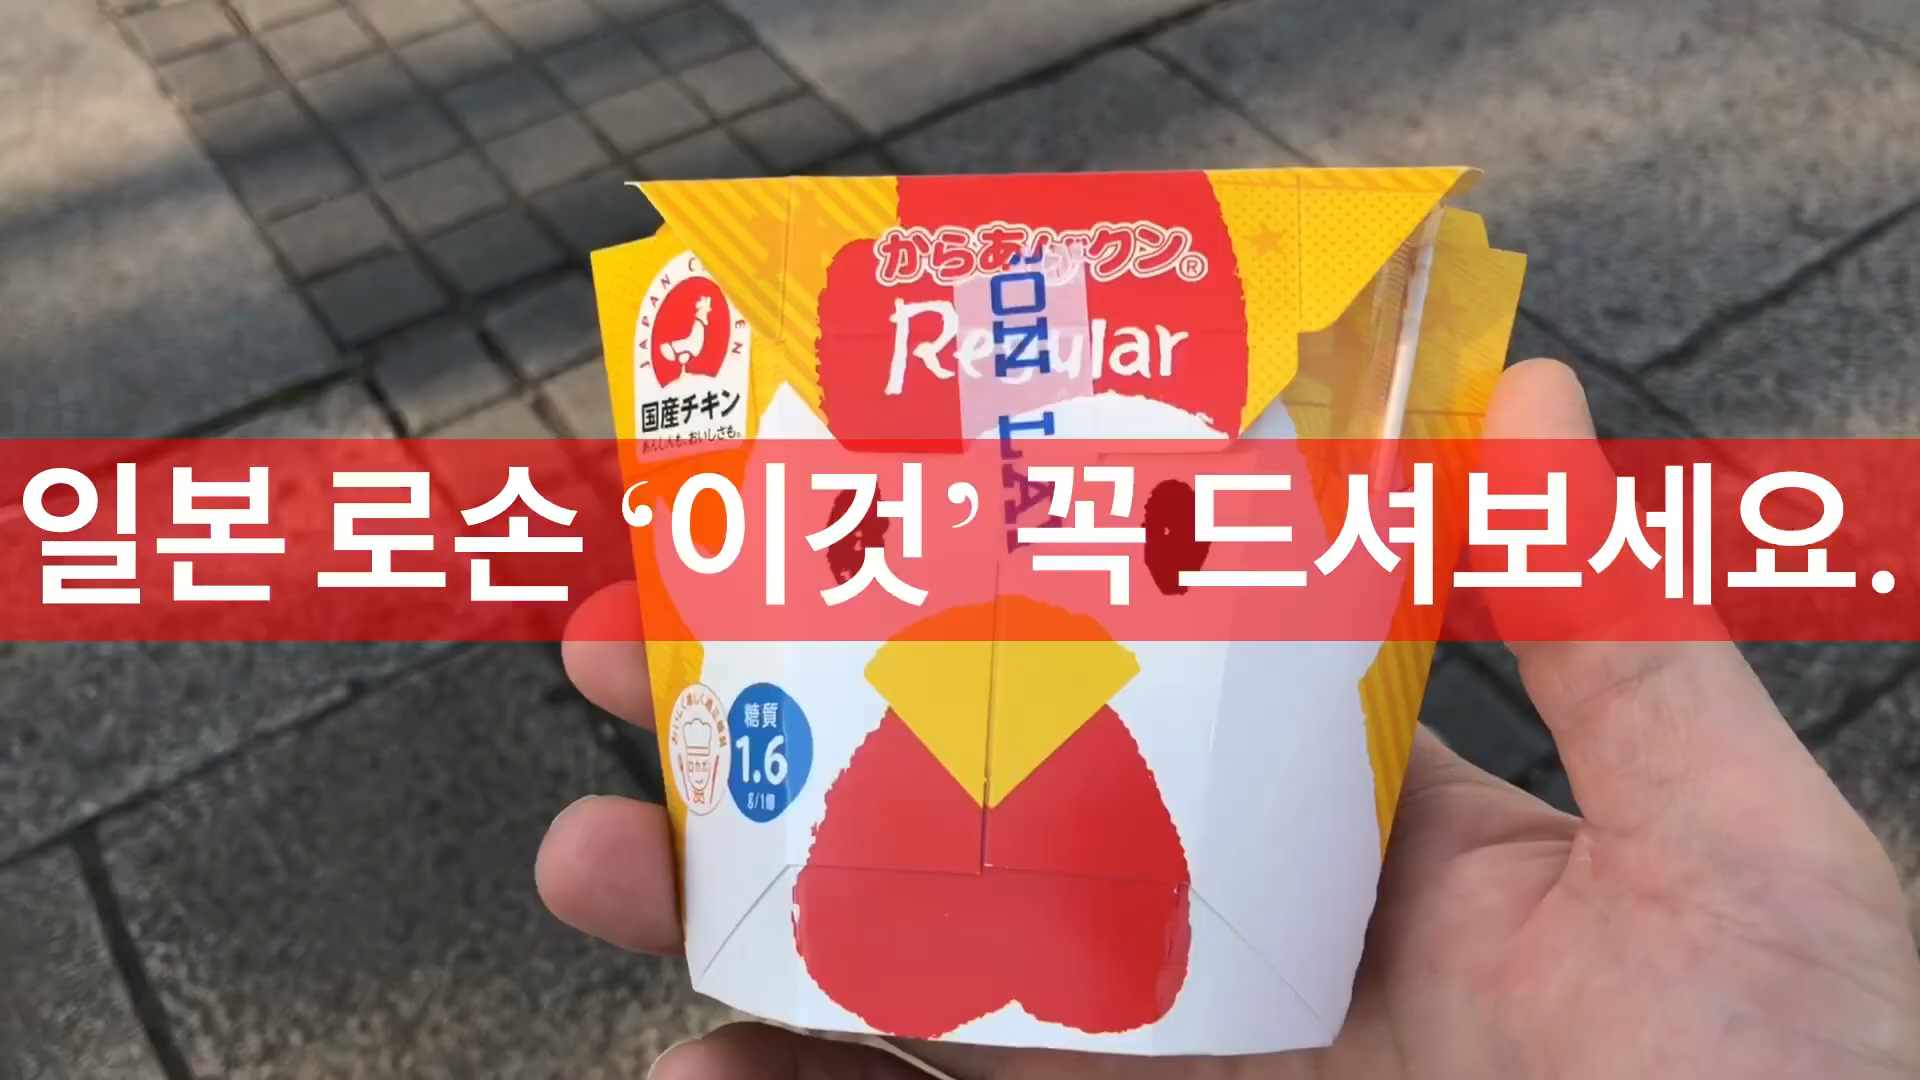 からあげクン®
Regular
JAPAN
国産チキン
あんしんも、おいしさも。
일본 로손 ‘이것’ 꼭 드셔보세요.
糖質
1.6
g/1個